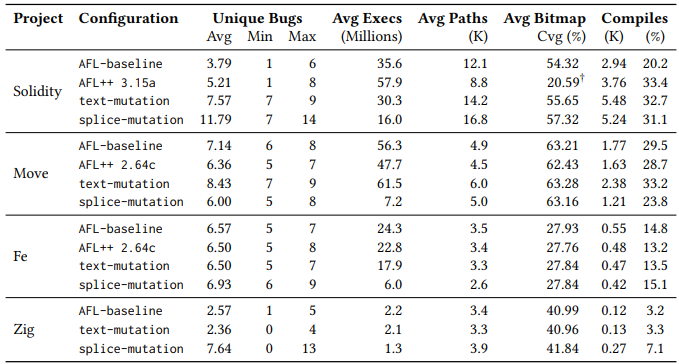 Project Configuration Unique Bugs Avg Execs Avg Paths Avg Bitmap Compiles
Avg Min Max (Millions) (K) Cvg (%) (K) (%)
Solidity
AFL-baseline 3.79 1 6 35.6 12.1 54.32 2.94 20.2
AFL++ 3.15a 5.21 1 8 57.9 8.8 20.59† 3.76 33.4
text-mutation 7.57 7 9 30.3 14.2 55.65 5.48 32.7
splice-mutation 11.79 7 14 16.0 16.8 57.32 5.24 31.1
Move
AFL-baseline 7.14 6 8 56.3 4.9 63.21 1.77 29.5
AFL++ 2.64c 6.36 5 7 47.7 4.5 62.43 1.63 28.7
text-mutation 8.43 7 9 61.5 6.0 63.28 2.38 33.2
splice-mutation 6.00 5 8 7.2 5.0 63.16 1.21 23.8
Fe
AFL-baseline 6.57 5 7 24.3 3.5 27.93 0.55 14.8
AFL++ 2.64c 6.50 5 8 22.8 3.4 27.76 0.48 13.2
text-mutation 6.50 5 7 17.9 3.3 27.84 0.47 13.5
splice-mutation 6.93 6 9 6.0 2.6 27.84 0.42 15.1
Zig
AFL-baseline 2.57 1 5 2.2 3.4 40.99 0.12 3.2
text-mutation 2.36 0 4 2.1 3.3 40.96 0.13 3.3
splice-mutation 7.64 0 13 1.3 3.9 41.84 0.27 7.1